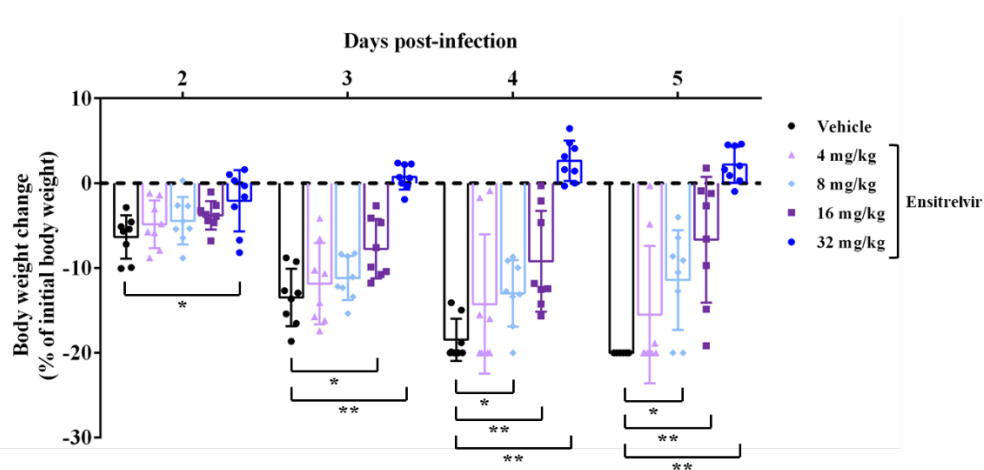 Days post-infection
2 3 4 5
10
0
-10
-20
-30
Body weight change
(% of initial body weight)
Vehicle
4 mg/kg
8 mg/kg
16 mg/kg
32 mg/kg
Ensitrelvir
*
*
**
*
**
**
*
**
**